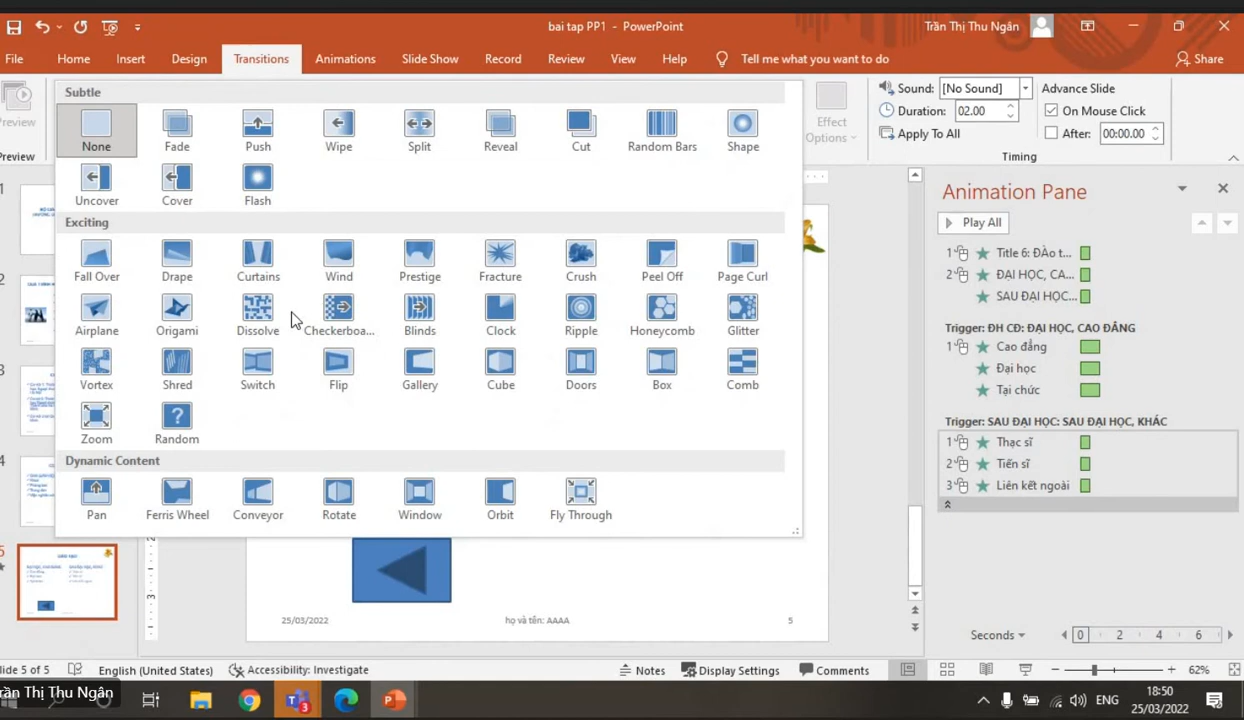 bai tap PP1 - PowerPoint
Trần Thị Thu Ngân
File Home Insert Design Transitions Animations Slide Show Record Review View Help Tell me what you want to do Share
Preview
Preview
Subtle
None Fade Push Wipe Split Reveal Cut Random Bars Shape
Uncover Cover Flash
Exciting
Fall Over Drape Curtains Wind Prestige Fracture Crush Peel Off Page Curl
Airplane Origami Dissolve Checkerboa... Blinds Clock Ripple Honeycomb Glitter
Vortex Shred Switch Flip Gallery Cube Doors Box Comb
Zoom Random
Dynamic Content
Pan Ferris Wheel Conveyor Rotate Window Orbit Fly Through
Effect
Options
Sound: [No Sound]
Duration: 02.00
Apply To All
Advance Slide
On Mouse Click
After: 00:00.00
Timing
Animation Pane
Play All
1 Title 6: ĐÀo t...
2 ĐẠI HỌC, CA...
SAU ĐẠI HỌC...
Trigger: ĐH CĐ: ĐẠI HỌC, CAO ĐẲNG
1 Cao đẳng
Đại học
Tại chức
Trigger: SAU ĐẠI HỌC: SAU ĐẠI HỌC, KHÁC
1 Thạc sĩ
2 Tiến sĩ
3 Liên kết ngoài
Seconds 0 2 4 6
1
2
3
4
5
25/03/2022 họ và tên: AAAA 5
lide 5 of 5 English (United States) Accessibility: Investigate Notes Display Settings Comments 62%
Trần Thị Thu Ngân
ENG
18:50
25/03/2022